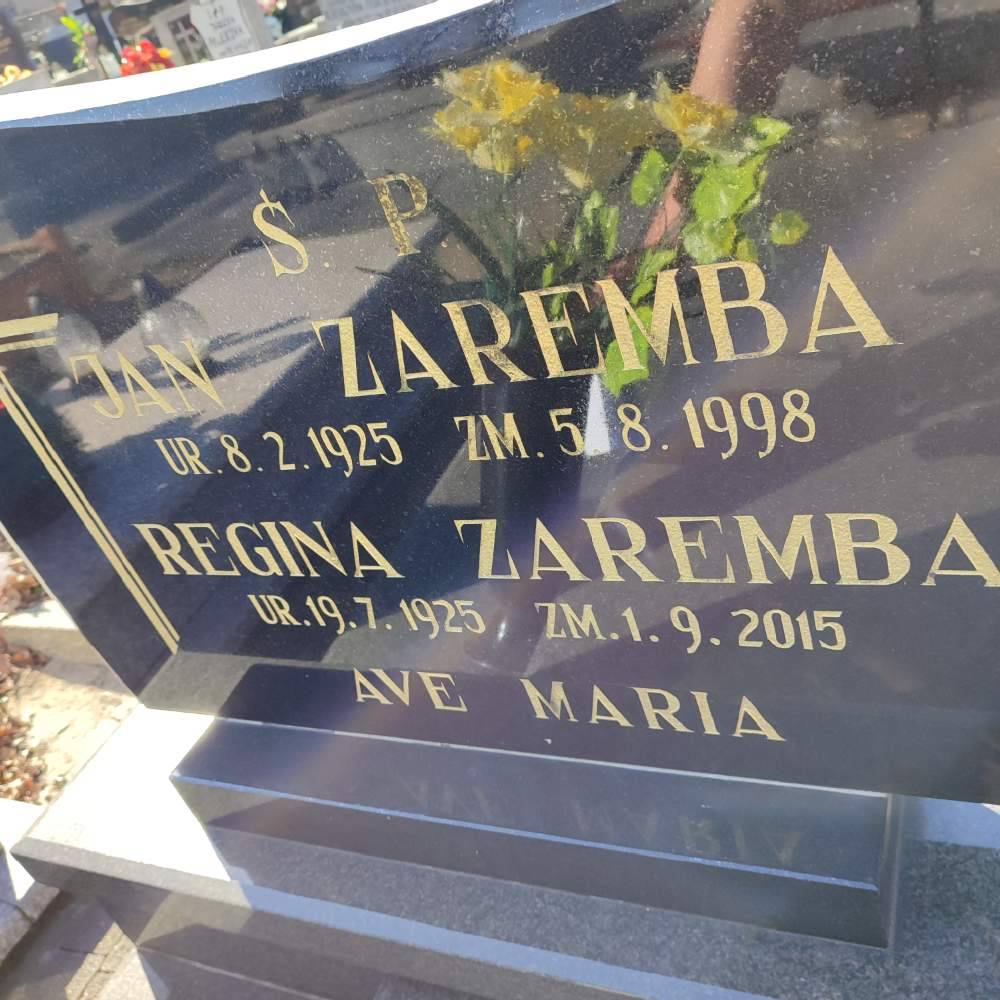 Ś. P.
JAN ZAREMBA
UR. 8. 2. 1925 ZM. 5. 8. 1998
REGINA ZAREMBA
UR. 19. 7. 1925 ZM. 1. 9. 2015
AVE MARIA